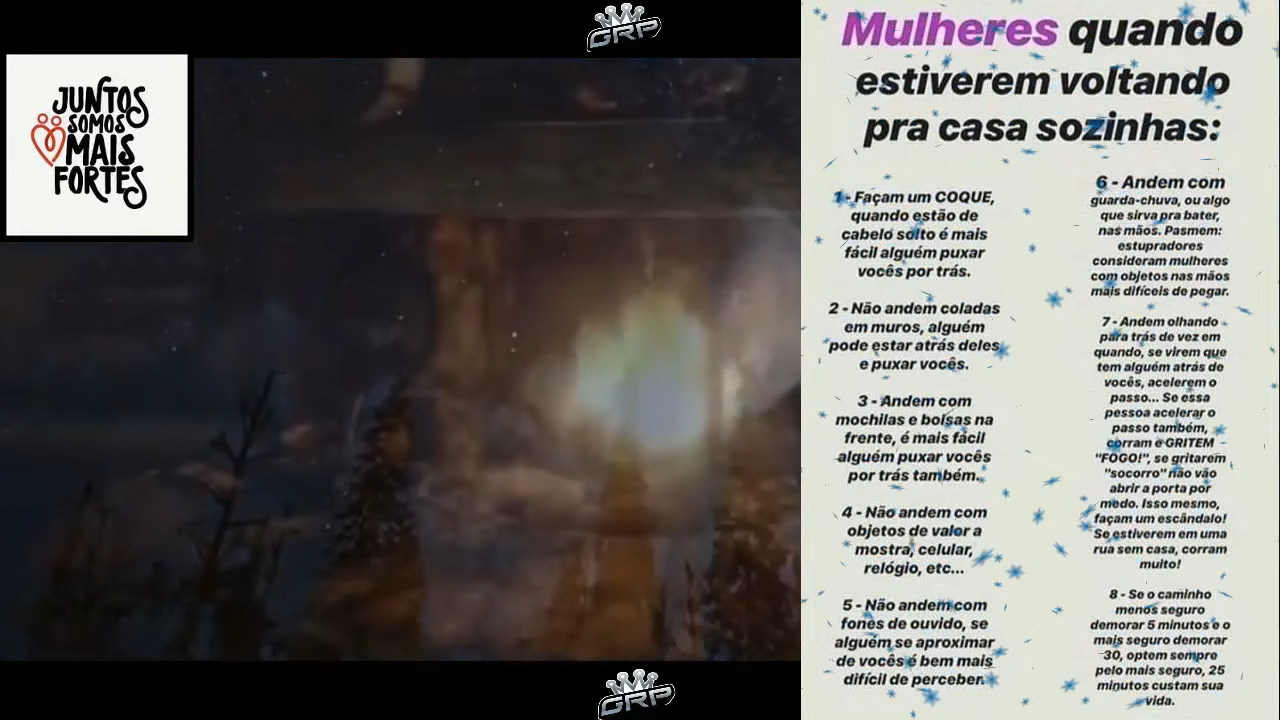 GRP
JUNTOS
SOMOS
MAIS
FORTES
GRP
Mulheres quando
estiverem voltando
pra casa sozinhas:
1 - Façam um COQUE,
quando estão de
cabelo solto é mais
fácil alguém puxar
vocês por trás.
2 - Não andem coladas
em muros, alguém
pode estar atrás deles
e puxar vocês.
3 - Andem com
mochilas e bolsas na
frente, é mais fácil
alguém puxar vocês
por trás também.
4 - Não andem com
objetos de valor a
mostra, celular,
relógio, etc...
5 - Não andem com
fones de ouvido, se
alguém se aproximar
de vocês é bem mais
difícil de perceber.
6 - Andem com
guarda-chuva, ou algo
que sirva pra bater,
nas mãos. Pasmem:
estupradores
consideram mulheres
com objetos nas mãos
mais difíceis de pegar.
7 - Andem olhando
para trás de vez em
quando, se virem que
tem alguém atrás de
vocês, acelerem o
passo... Se essa
pessoa acelerar o
passo também,
corram e GRITEM
"FOGO!", se gritarem
"socorro" não vão
abrir a porta por
medo. Isso mesmo,
façam um escândalo!
Se estiverem em uma
rua sem casa, corram
muito!
8 - Se o caminho
menos seguro
demorar 5 minutos e o
mais seguro demorar
30, optem sempre
pelo mais seguro, 25
minutos custam sua
vida.